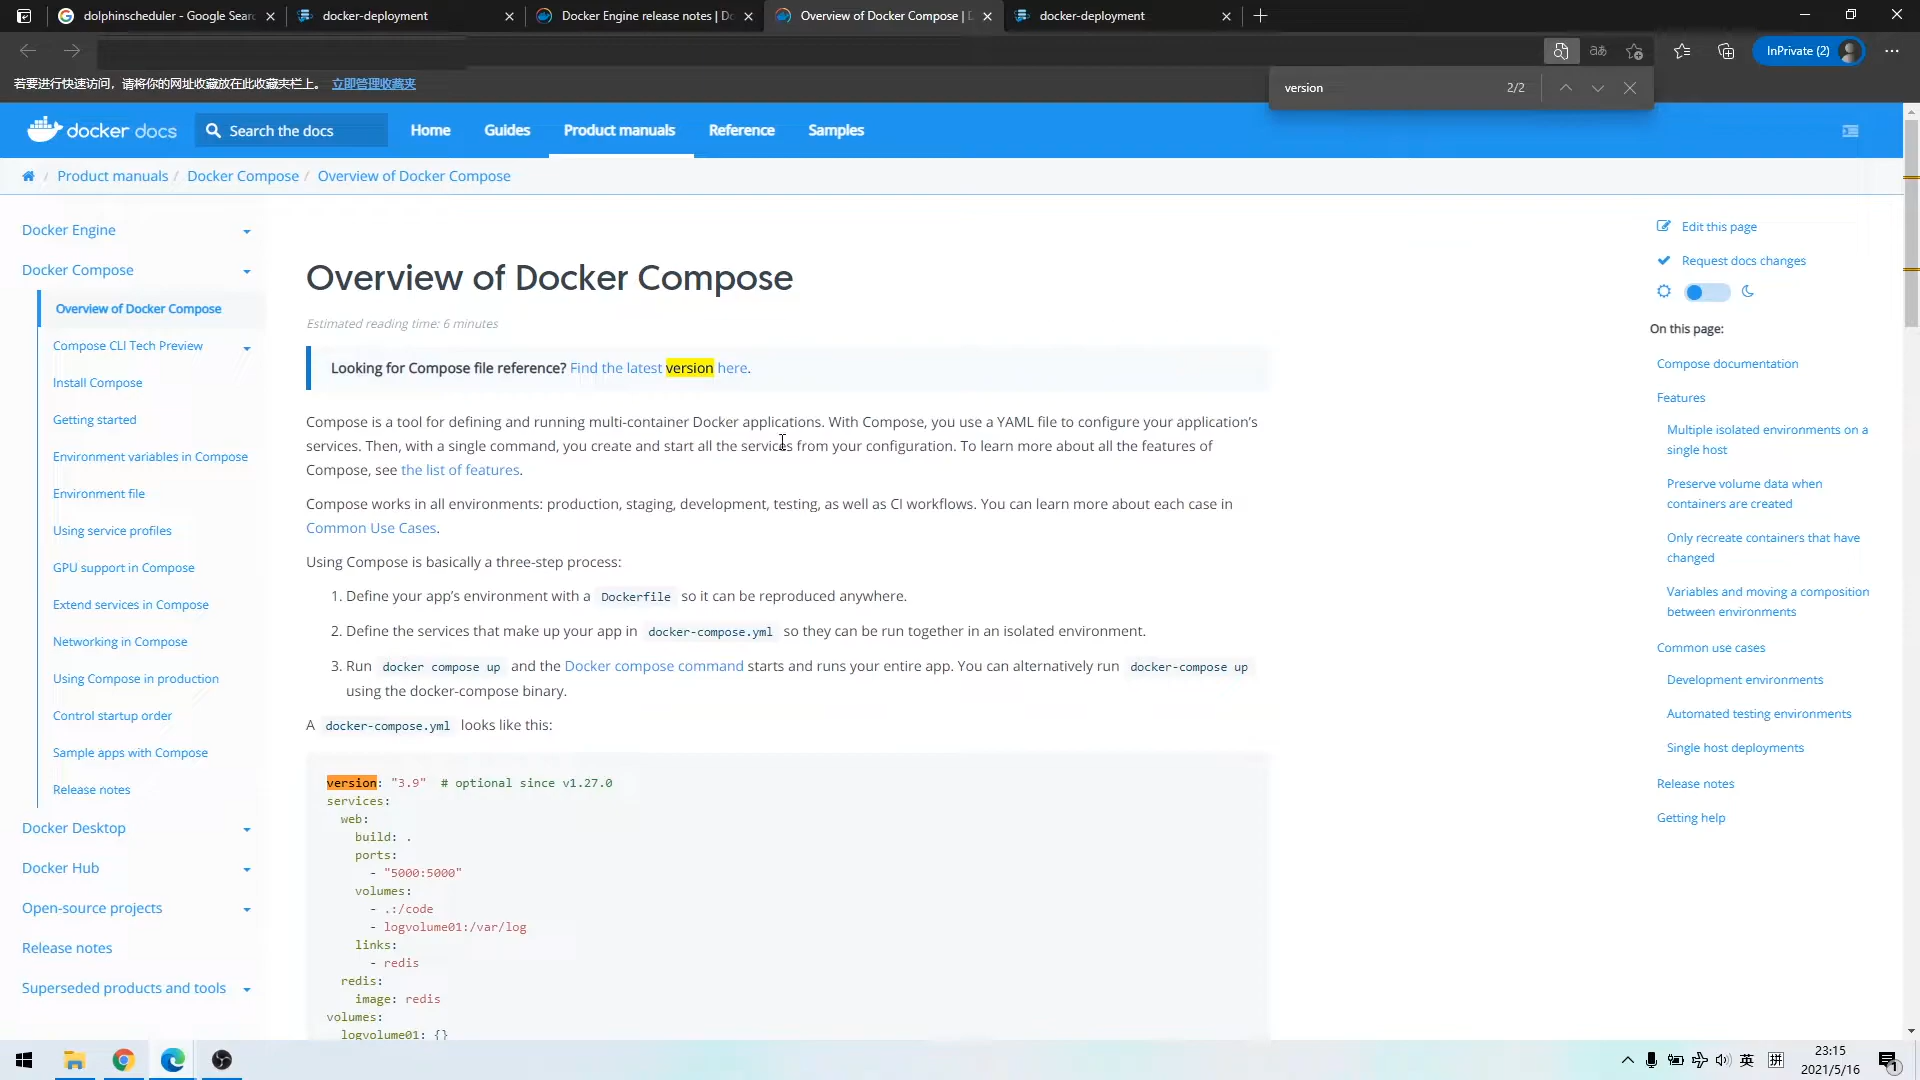 dolphinscheduler - Google Searc
docker-deployment
Docker Engine release notes | Do
Overview of Docker Compose | D
docker-deployment
InPrivate (2)
若要进行快速访问，请将你的网址收藏放在此收藏夹栏上。 立即管理收藏夹
version 2/2
docker docs
Search the docs
Home
Guides
Product manuals
Reference
Samples
/ Product manuals / Docker Compose / Overview of Docker Compose
Docker Engine
Docker Compose
Overview of Docker Compose
Compose CLI Tech Preview
Install Compose
Getting started
Environment variables in Compose
Environment file
Using service profiles
GPU support in Compose
Extend services in Compose
Networking in Compose
Using Compose in production
Control startup order
Sample apps with Compose
Release notes
Docker Desktop
Docker Hub
Open-source projects
Release notes
Superseded products and tools
Overview of Docker Compose
Estimated reading time: 6 minutes
Looking for Compose file reference? Find the latest version here.
Compose is a tool for defining and running multi-container Docker applications. With Compose, you use a YAML file to configure your application's
services. Then, with a single command, you create and start all the services from your configuration. To learn more about all the features of
Compose, see the list of features.
Compose works in all environments: production, staging, development, testing, as well as CI workflows. You can learn more about each case in
Common Use Cases.
Using Compose is basically a three-step process:
1. Define your app's environment with a Dockerfile so it can be reproduced anywhere.
2. Define the services that make up your app in docker-compose.yml so they can be run together in an isolated environment.
3. Run docker compose up and the Docker compose command starts and runs your entire app. You can alternatively run docker-compose up
using the docker-compose binary.
A docker-compose.yml looks like this:
version: "3.9" # optional since v1.27.0
services:
web:
build: .
ports:
- "5000:5000"
volumes:
- .:/code
- logvolume01:/var/log
links:
- redis
redis:
image: redis
volumes:
logvolume01: {}
Edit this page
Request docs changes
On this page:
Compose documentation
Features
Multiple isolated environments on a
single host
Preserve volume data when
containers are created
Only recreate containers that have
changed
Variables and moving a composition
between environments
Common use cases
Development environments
Automated testing environments
Single host deployments
Release notes
Getting help
英
拼
23:15
2021/5/16
1